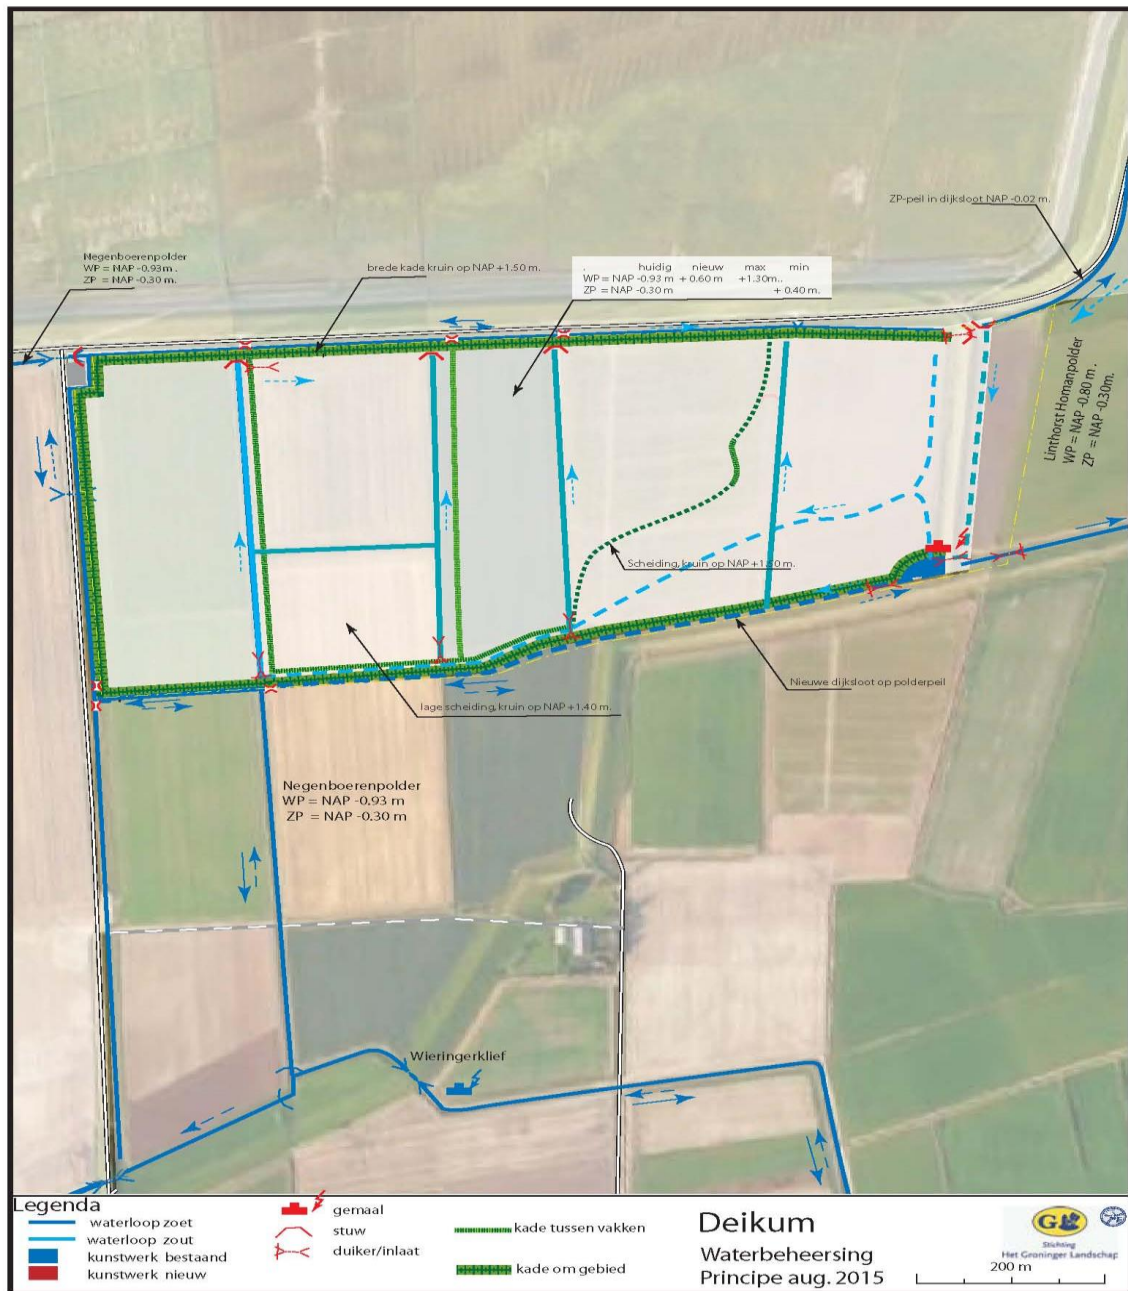 ZP-peil in dijksloot NAP -0.02 m.
Negenboerenpolder
WP = NAP -0.93m.
ZP = NAP -0.30 m.
brede kade kruin op NAP +1.50 m.
. huidig nieuw max min
WP = NAP -0.93 m + 0.60 m +1.30m..
ZP = NAP -0.30 m + 0.40 m.
Linthorst Homanpolder
WP = NAP -0.80 m.
ZP = NAP -0.30m.
Scheiding, kruin op NAP +1.50 m.
Nieuwe dijksloot op polderpeil
lage scheiding, kruin op NAP +1.40 m.
Negenboerenpolder
WP = NAP -0.93 m
ZP = NAP -0.30 m
Wieringerklief
Legenda
waterloop zoet
waterloop zout
kunstwerk bestaand
kunstwerk nieuw
gemaal
stuw
duiker/inlaat
kade tussen vakken
kade om gebied
Deikum
Waterbeheersing
Principe aug. 2015
G
Stichting
Het Groninger Landschap
200 m